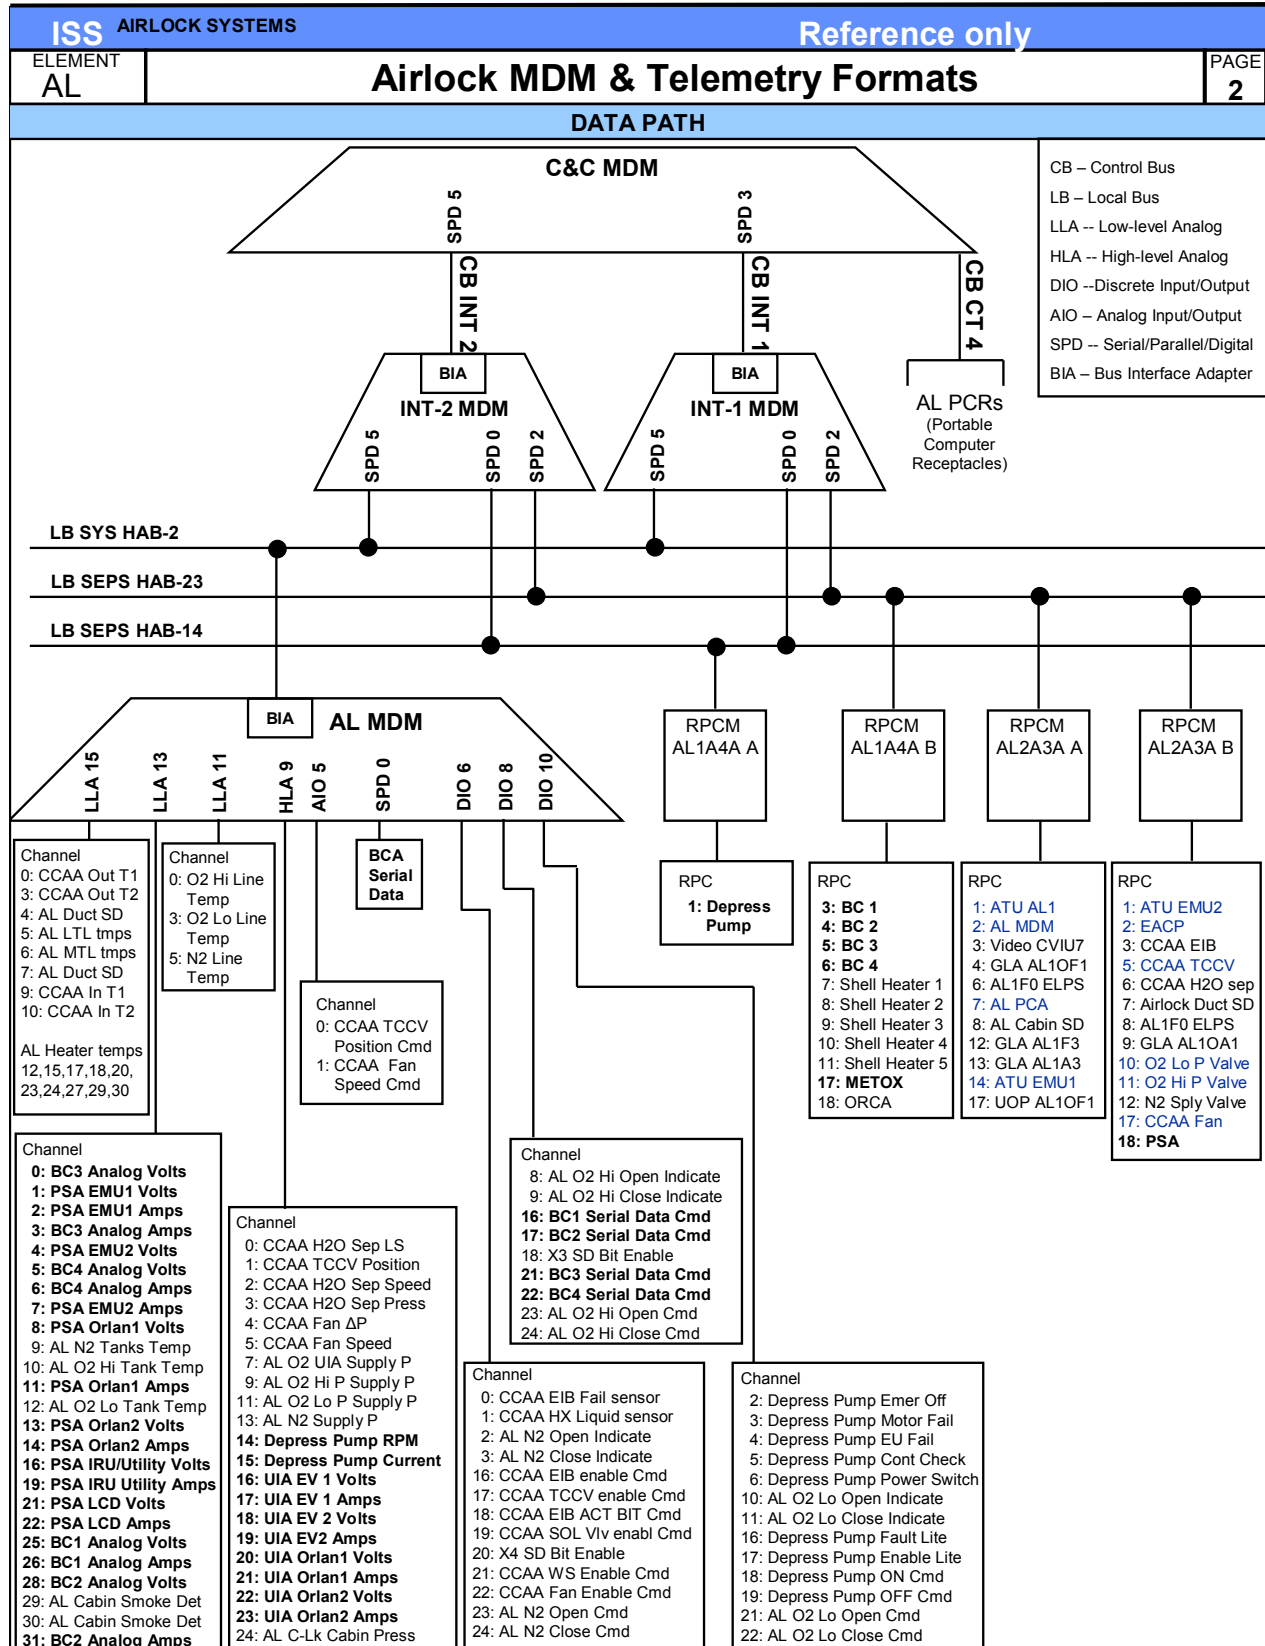 ISS AIRLOCK SYSTEMS Reference only
ELEMENT
AL
Airlock MDM & Telemetry Formats
PAGE
2
DATA PATH
C&C MDM
SPD 5
SPD 3
CB INT 2
CB INT 1
CB CT 4
CB – Control Bus
LB – Local Bus
LLA -- Low-level Analog
HLA -- High-level Analog
DIO --Discrete Input/Output
AIO – Analog Input/Output
SPD -- Serial/Parallel/Digital
BIA – Bus Interface Adapter
BIA
INT-2 MDM
SPD 5
SPD 0
SPD 2
BIA
INT-1 MDM
SPD 5
SPD 0
SPD 2
AL PCRs
(Portable
Computer
Receptacles)
LB SYS HAB-2
LB SEPS HAB-23
LB SEPS HAB-14
BIA
AL MDM
LLA 15
LLA 13
LLA 11
HLA 9
AIO 5
SPD 0
DIO 6
DIO 8
DIO 10
RPCM
AL1A4A A
RPCM
AL1A4A B
RPCM
AL2A3A A
RPCM
AL2A3A B
Channel
0: CCAA Out T1
3: CCAA Out T2
4: AL Duct SD
5: AL LTL tmps
6: AL MTL tmps
7: AL Duct SD
9: CCAA In T1
10: CCAA In T2
AL Heater temps
12,15,17,18,20,
23,24,27,29,30
Channel
0: O2 Hi Line
Temp
3: O2 Lo Line
Temp
5: N2 Line
Temp
BCA
Serial
Data
Channel
0: CCAA TCCV
Position Cmd
1: CCAA Fan
Speed Cmd
RPC
1: Depress
Pump
RPC
3: BC 1
4: BC 2
5: BC 3
6: BC 4
7: Shell Heater 1
8: Shell Heater 2
9: Shell Heater 3
10: Shell Heater 4
11: Shell Heater 5
17: METOX
18: ORCA
RPC
1: ATU AL1
2: AL MDM
3: Video CVIU7
4: GLA AL1OF1
6: AL1F0 ELPS
7: AL PCA
8: AL Cabin SD
12: GLA AL1F3
13: GLA AL1A3
14: ATU EMU1
17: UOP AL1OF1
RPC
1: ATU EMU2
2: EACP
3: CCAA EIB
5: CCAA TCCV
6: CCAA H2O sep
7: Airlock Duct SD
8: AL1F0 ELPS
9: GLA AL1OA1
10: O2 Lo P Valve
11: O2 Hi P Valve
12: N2 Sply Valve
17: CCAA Fan
18: PSA
Channel
0: BC3 Analog Volts
1: PSA EMU1 Volts
2: PSA EMU1 Amps
3: BC3 Analog Amps
4: PSA EMU2 Volts
5: BC4 Analog Volts
6: BC4 Analog Amps
7: PSA EMU2 Amps
8: PSA Orlan1 Volts
9: AL N2 Tanks Temp
10: AL O2 Hi Tank Temp
11: PSA Orlan1 Amps
12: AL O2 Lo Tank Temp
13: PSA Orlan2 Volts
14: PSA Orlan2 Amps
16: PSA IRU/Utility Volts
19: PSA IRU Utility Amps
21: PSA LCD Volts
22: PSA LCD Amps
25: BC1 Analog Volts
26: BC1 Analog Amps
28: BC2 Analog Volts
29: AL Cabin Smoke Det
30: AL Cabin Smoke Det
31: BC2 Analog Amps
Channel
0: CCAA H2O Sep LS
1: CCAA TCCV Position
2: CCAA H2O Sep Speed
3: CCAA H2O Sep Press
4: CCAA Fan ΔP
5: CCAA Fan Speed
7: AL O2 UIA Supply P
9: AL O2 Hi P Supply P
11: AL O2 Lo P Supply P
13: AL N2 Supply P
14: Depress Pump RPM
15: Depress Pump Current
16: UIA EV 1 Volts
17: UIA EV 1 Amps
18: UIA EV 2 Volts
19: UIA EV2 Amps
20: UIA Orlan1 Volts
21: UIA Orlan1 Amps
22: UIA Orlan2 Volts
23: UIA Orlan2 Amps
24: AL C-Lk Cabin Press
Channel
8: AL O2 Hi Open Indicate
9: AL O2 Hi Close Indicate
16: BC1 Serial Data Cmd
17: BC2 Serial Data Cmd
18: X3 SD Bit Enable
21: BC3 Serial Data Cmd
22: BC4 Serial Data Cmd
23: AL O2 Hi Open Cmd
24: AL O2 Hi Close Cmd
Channel
0: CCAA EIB Fail sensor
1: CCAA HX Liquid sensor
2: AL N2 Open Indicate
3: AL N2 Close Indicate
16: CCAA EIB enable Cmd
17: CCAA TCCV enable Cmd
18: CCAA EIB ACT BIT Cmd
19: CCAA SOL Vlv enabl Cmd
20: X4 SD Bit Enable
21: CCAA WS Enable Cmd
22: CCAA Fan Enable Cmd
23: AL N2 Open Cmd
24: AL N2 Close Cmd
Channel
2: Depress Pump Emer Off
3: Depress Pump Motor Fail
4: Depress Pump EU Fail
5: Depress Pump Cont Check
6: Depress Pump Power Switch
10: AL O2 Lo Open Indicate
11: AL O2 Lo Close Indicate
16: Depress Pump Fault Lite
17: Depress Pump Enable Lite
18: Depress Pump ON Cmd
19: Depress Pump OFF Cmd
21: AL O2 Lo Open Cmd
22: AL O2 Lo Close Cmd